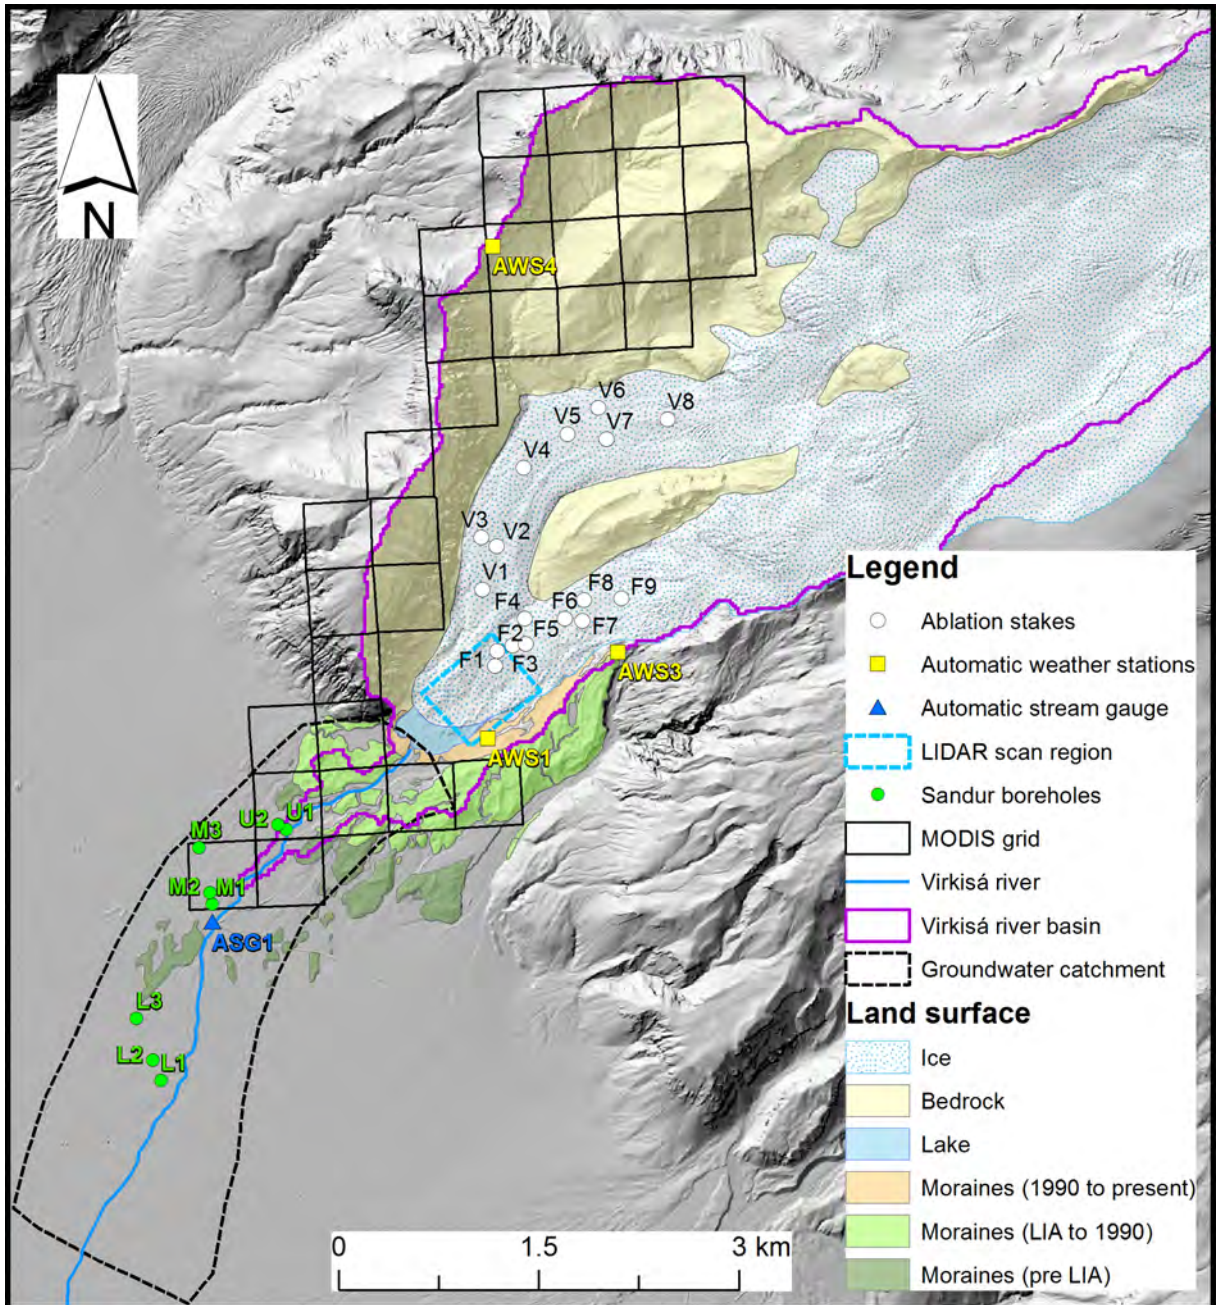 N
AWS4
V6
V8
V5
V7
V4
V3
V2
V1
F8
F9
F4
F6
F5
F7
F2
F1
F3
AWS3
AWS1
U2
U1
M3
M2
M1
ASG1
L3
L2
L1
Legend
Ablation stakes
Automatic weather stations
Automatic stream gauge
LIDAR scan region
Sandur boreholes
MODIS grid
Virkisá river
Virkisá river basin
Groundwater catchment
Land surface
Ice
Bedrock
Lake
Moraines (1990 to present)
Moraines (LIA to 1990)
Moraines (pre LIA)
0 1.5 3 km